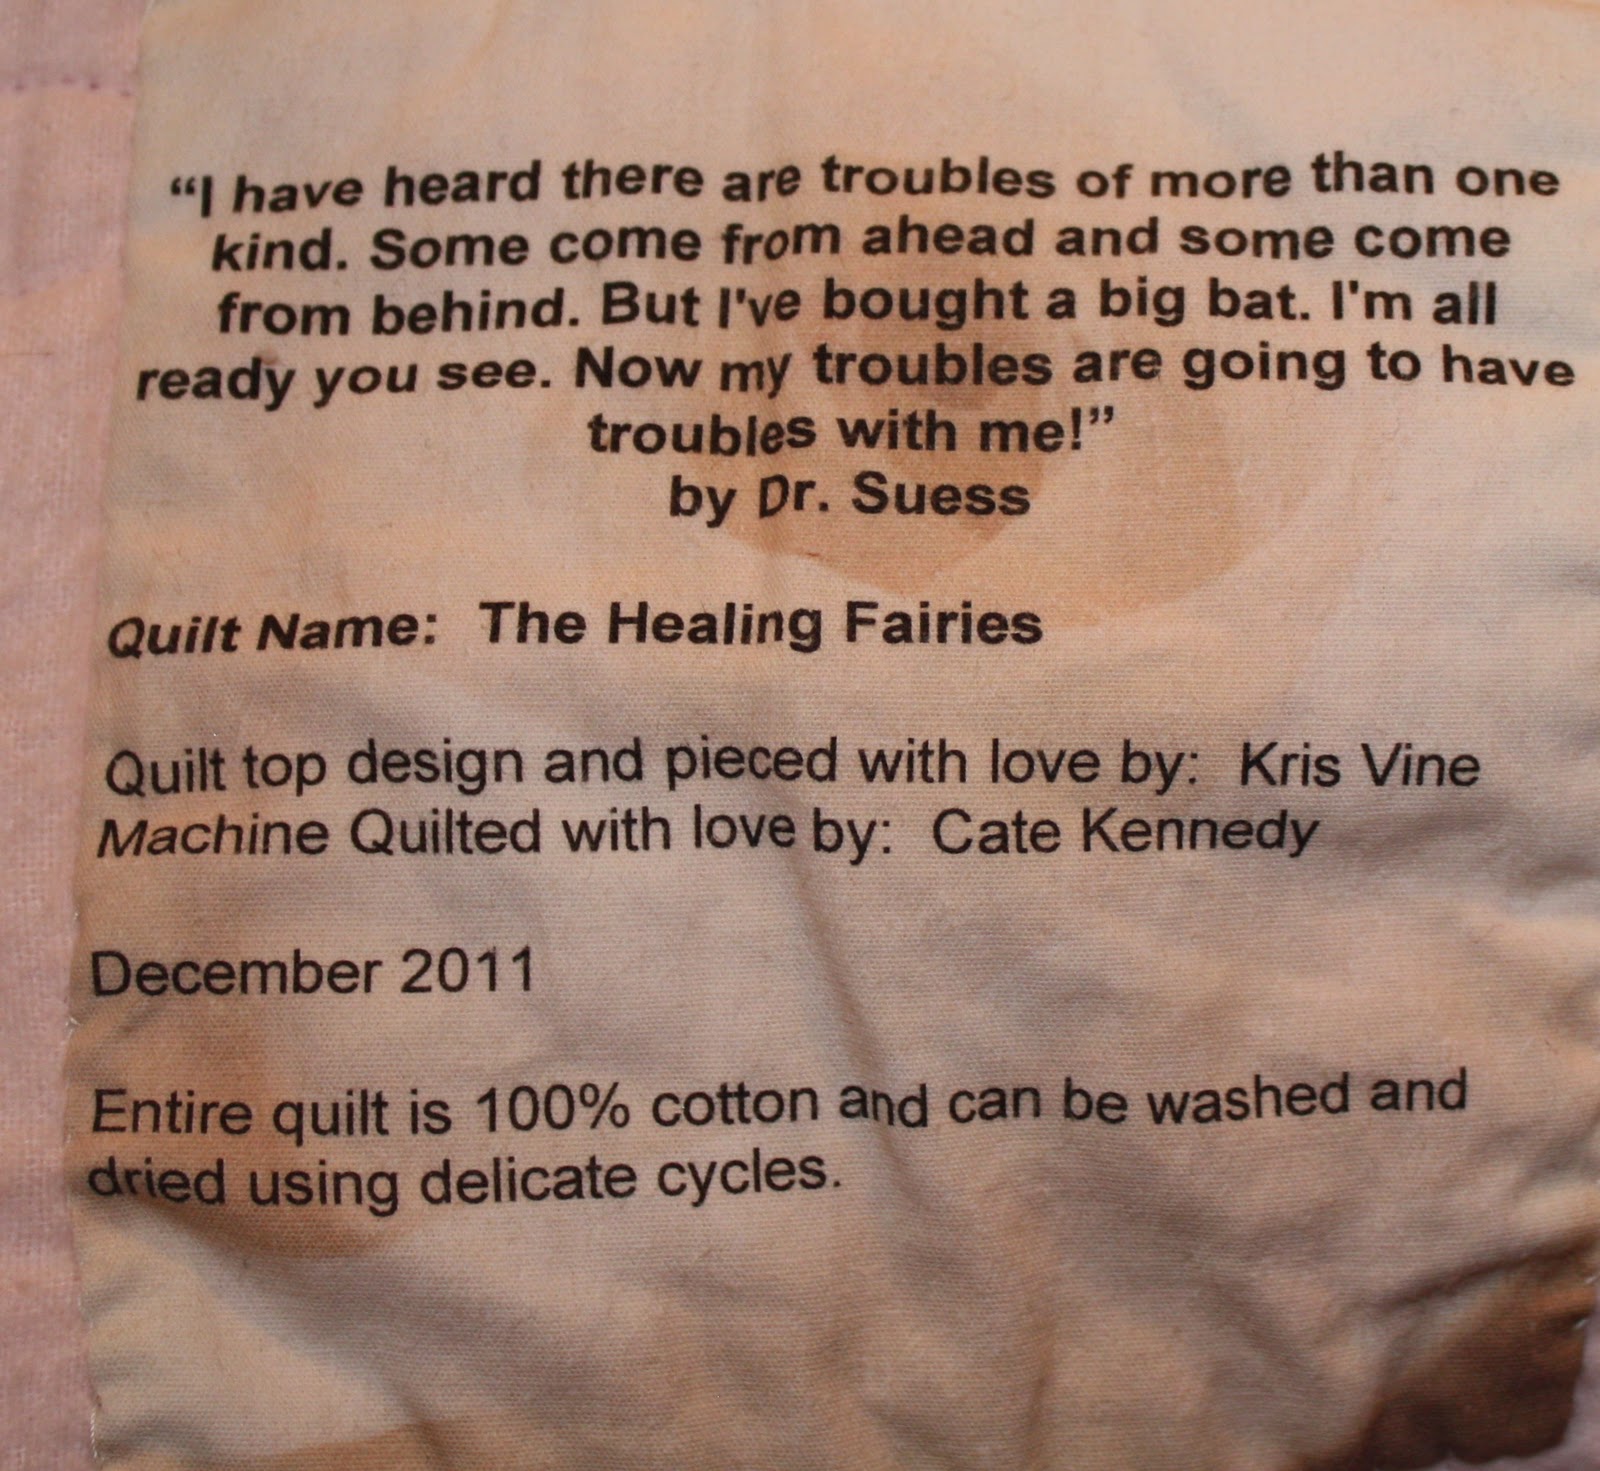 “I have heard there are troubles of more than one
kind. Some come from ahead and some come
from behind. But I've bought a big bat. I'm all
ready you see. Now my troubles are going to have
troubles with me!”
by Dr. Suess
Quilt Name: The Healing Fairies
Quilt top design and pieced with love by: Kris Vine
Machine Quilted with love by: Cate Kennedy
December 2011
Entire quilt is 100% cotton and can be washed and
dried using delicate cycles.